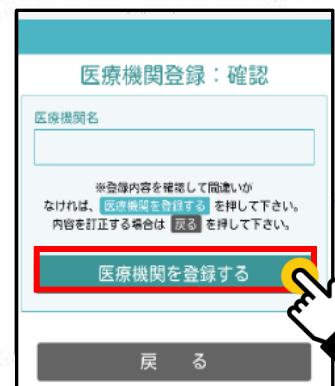 医療機関登録：確認
医療機関名
※登録内容を確認して間違いが
なければ、 医療機関を登録する を押して下さい。
内容を訂正する場合は 戻る を押して下さい。
医療機関を登録する
戻 る